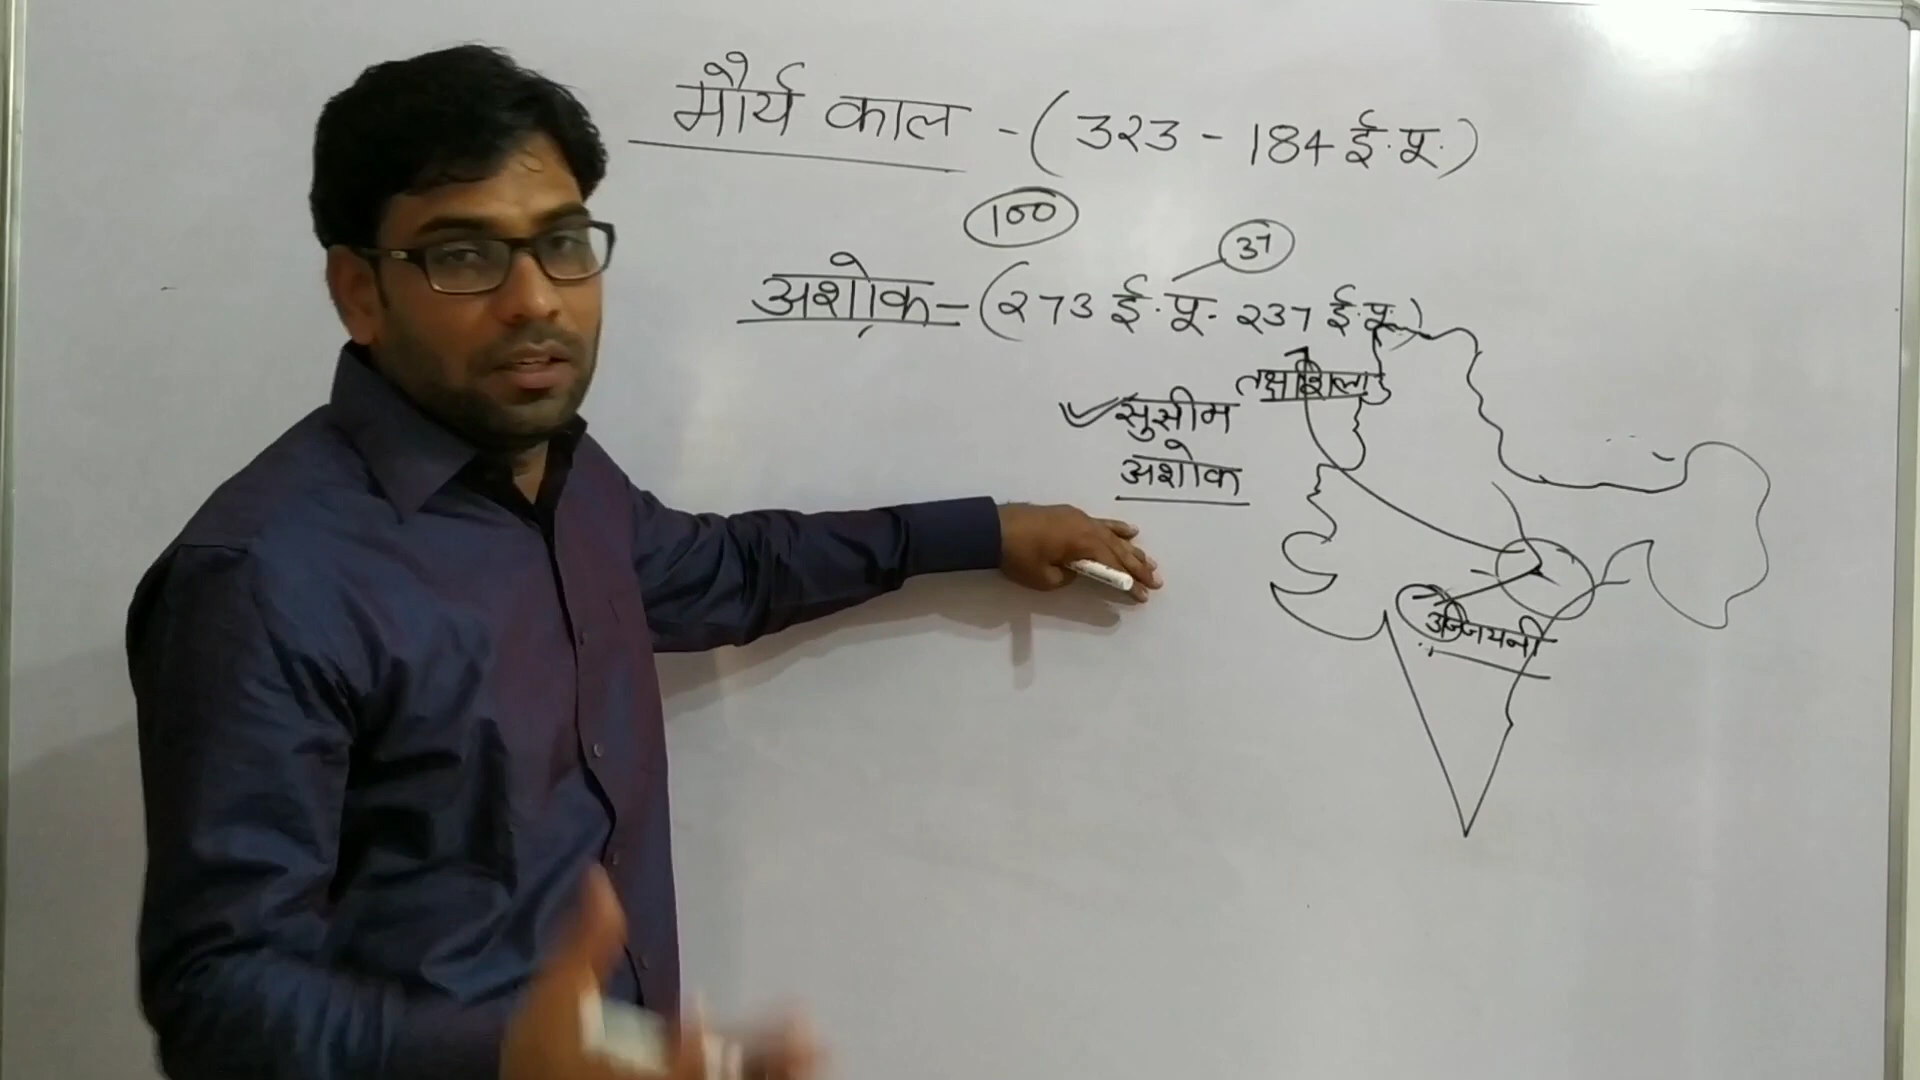 मौर्य काल - (323 - 184 ई.पू.)
100
37
अशोक - (273 ई.पू. 237 ई.पू.)
तक्षशिला
सुसीम
अशोक
उज्जयनी